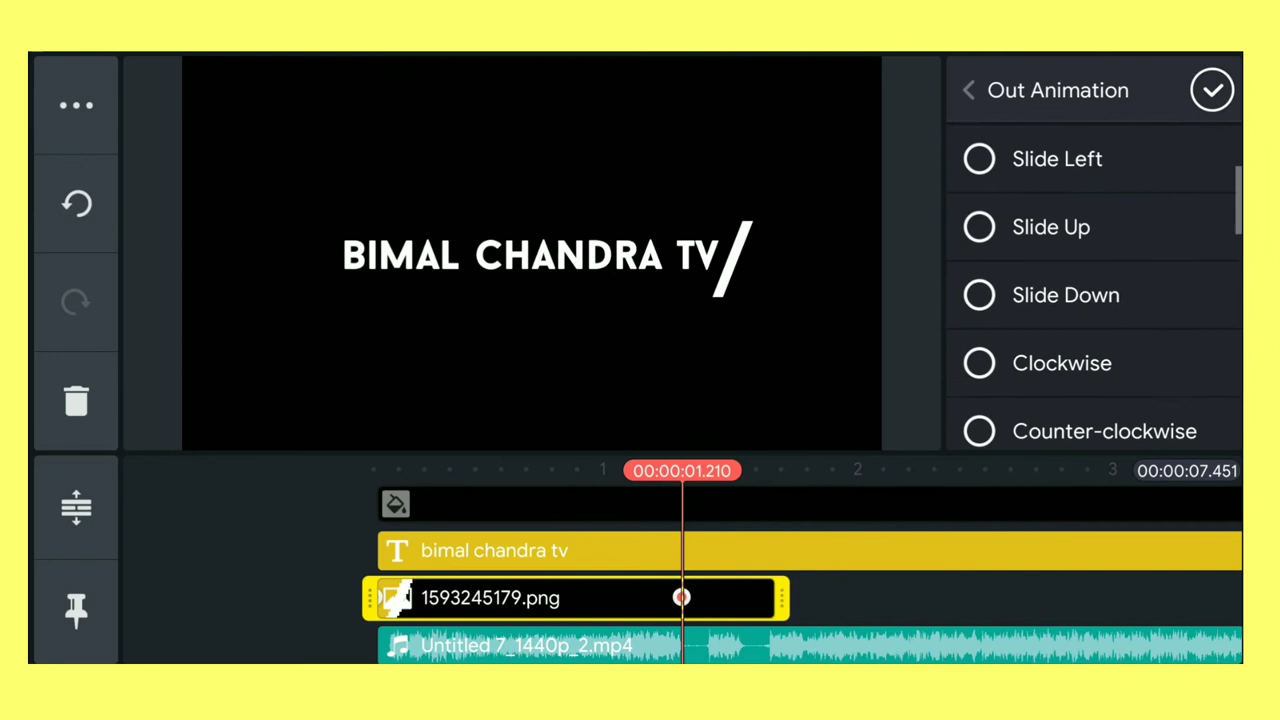 Out Animation
Slide Left
BIMAL CHANDRA TV/
Slide Up
Slide Down
Clockwise
Counter-clockwise
1 00:00:01.210 2 3 00:00:07.451
T bimal chandra tv
1593245179.png
Untitled 7_1440p_2.mp4